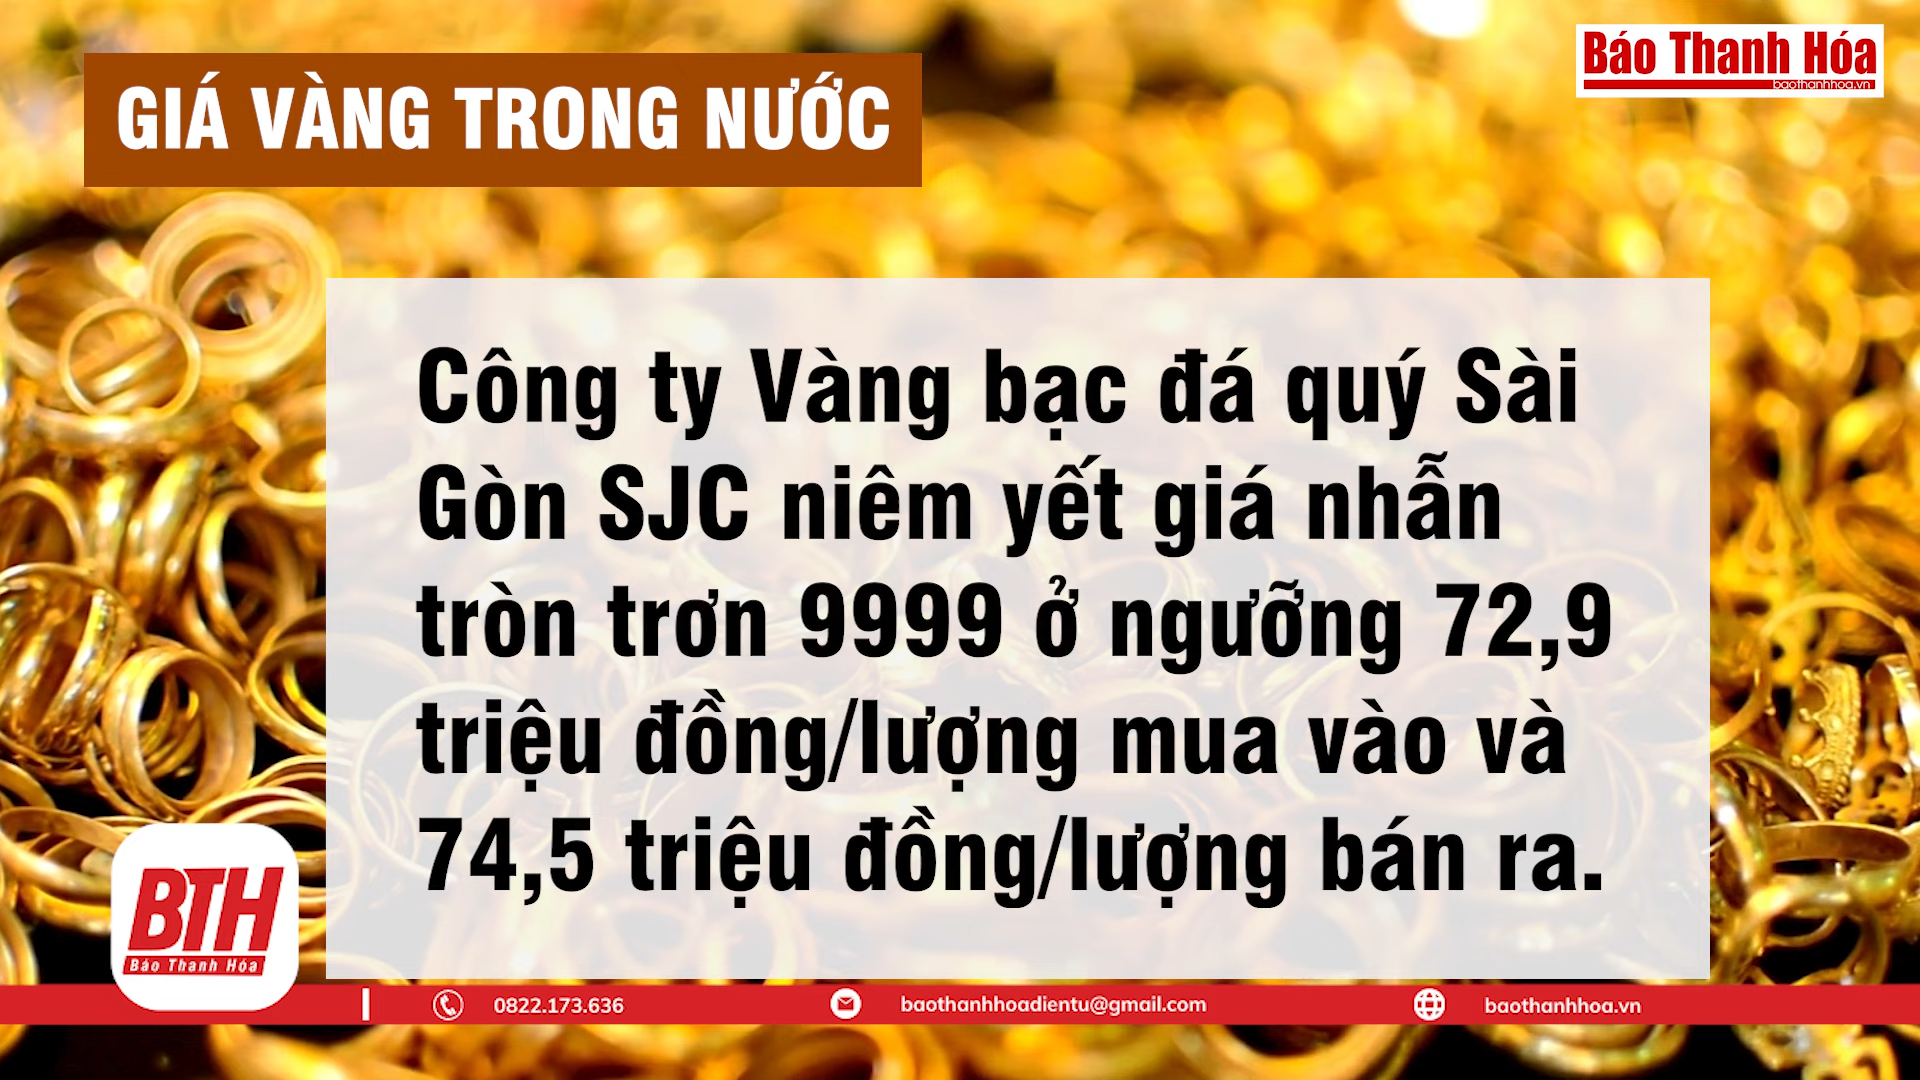 GIÁ VÀNG TRONG NƯỚC
Báo Thanh Hóa
baothanhhoa.vn
Công ty Vàng bạc đá quý Sài
Gòn SJC niêm yết giá nhẫn
tròn trơn 9999 ở ngưỡng 72,9
triệu đồng/lượng mua vào và
74,5 triệu đồng/lượng bán ra.
BTH
Báo Thanh Hóa
0822.173.636
baothanhhoadientu@gmail.com
baothanhhoa.vn